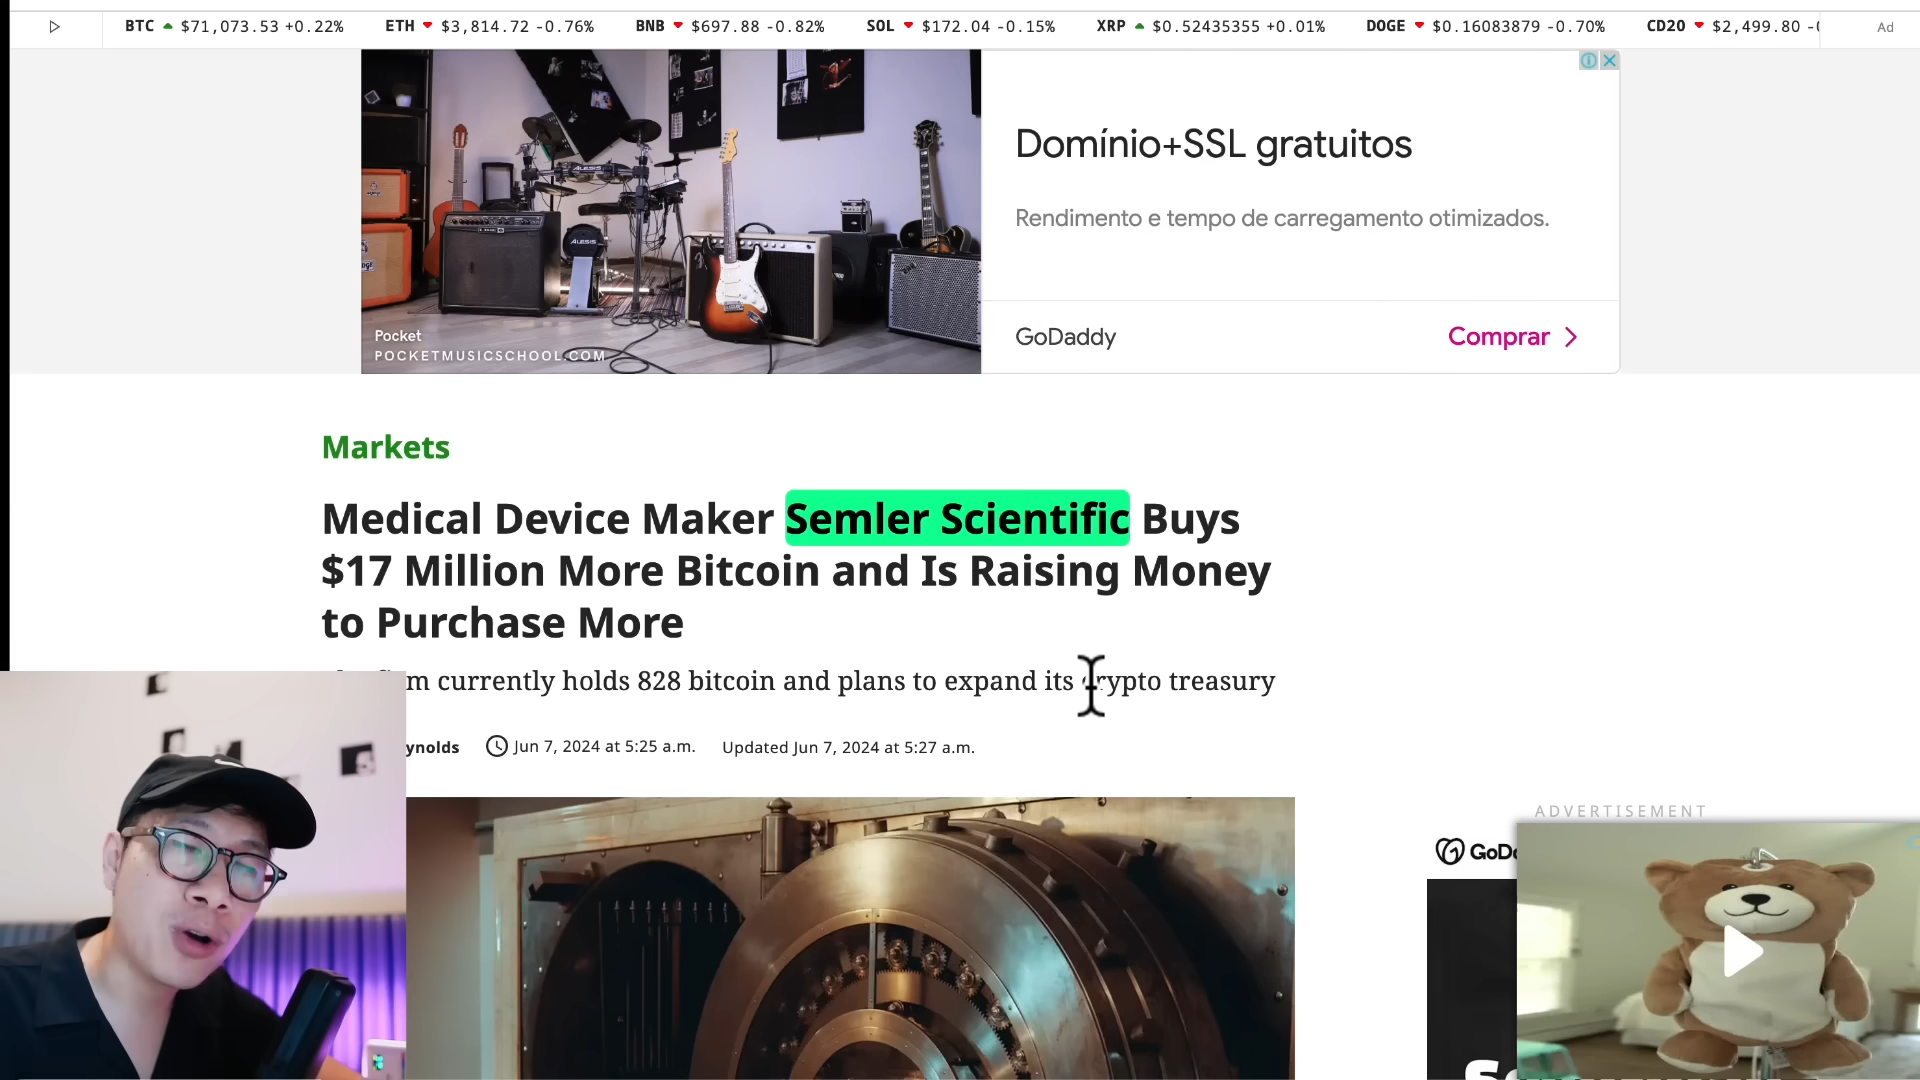 BTC $71,073.53 +0.22% ETH $3,814.72 -0.76% BNB $697.88 -0.82% SOL $172.04 -0.15% XRP $0.52435355 +0.01% DOGE $0.16083879 -0.70% CD20 $2,499.80 Ad
Domínio+SSL gratuitos
Rendimento e tempo de carregamento otimizados.
Pocket
POCKETMUSICSCHOOL.COM
GoDaddy
Comprar
Markets
Medical Device Maker Semler Scientific Buys
$17 Million More Bitcoin and Is Raising Money
to Purchase More
currently holds 828 bitcoin and plans to expand its crypto treasury
ynolds Jun 7, 2024 at 5:25 a.m. Updated Jun 7, 2024 at 5:27 a.m.
ADVERTISEMENT